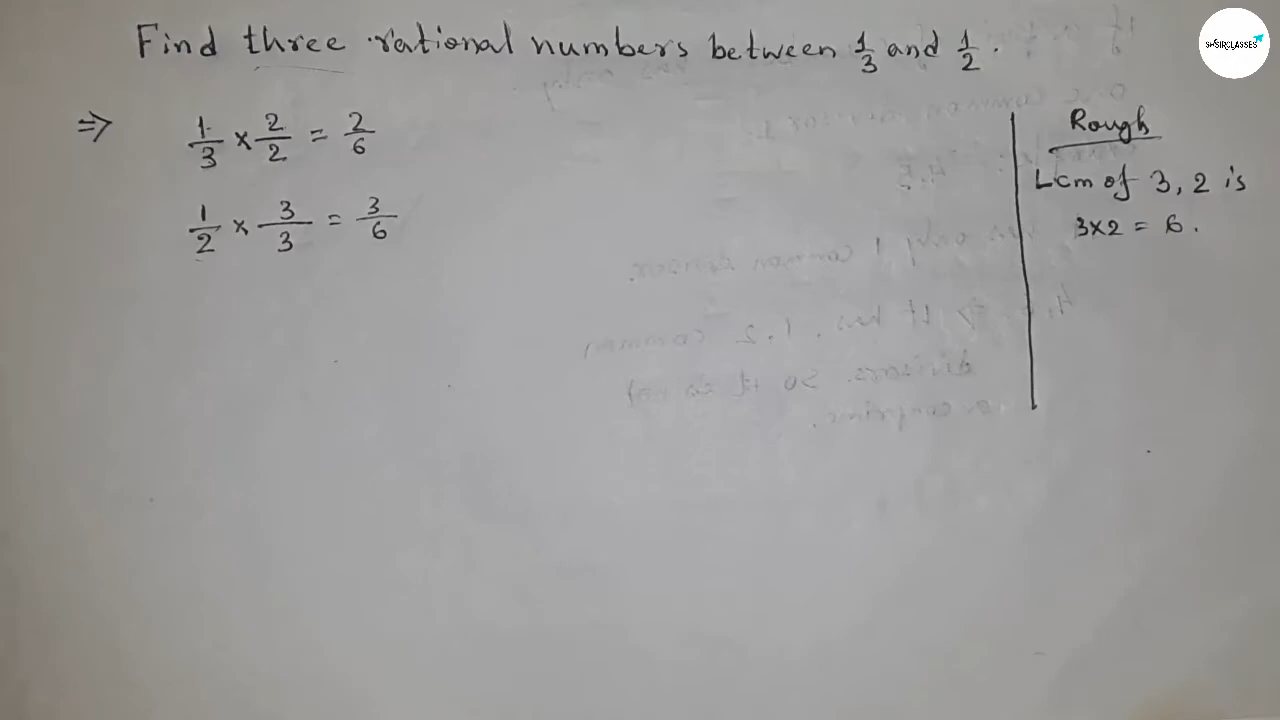 Find three rational numbers between 1/3 and 1/2.
SHSIRCLASSES
⇒ 1/3 × 2/2 = 2/6
1/2 × 3/3 = 3/6
Rough
Lcm of 3, 2 is
3×2 = 6.